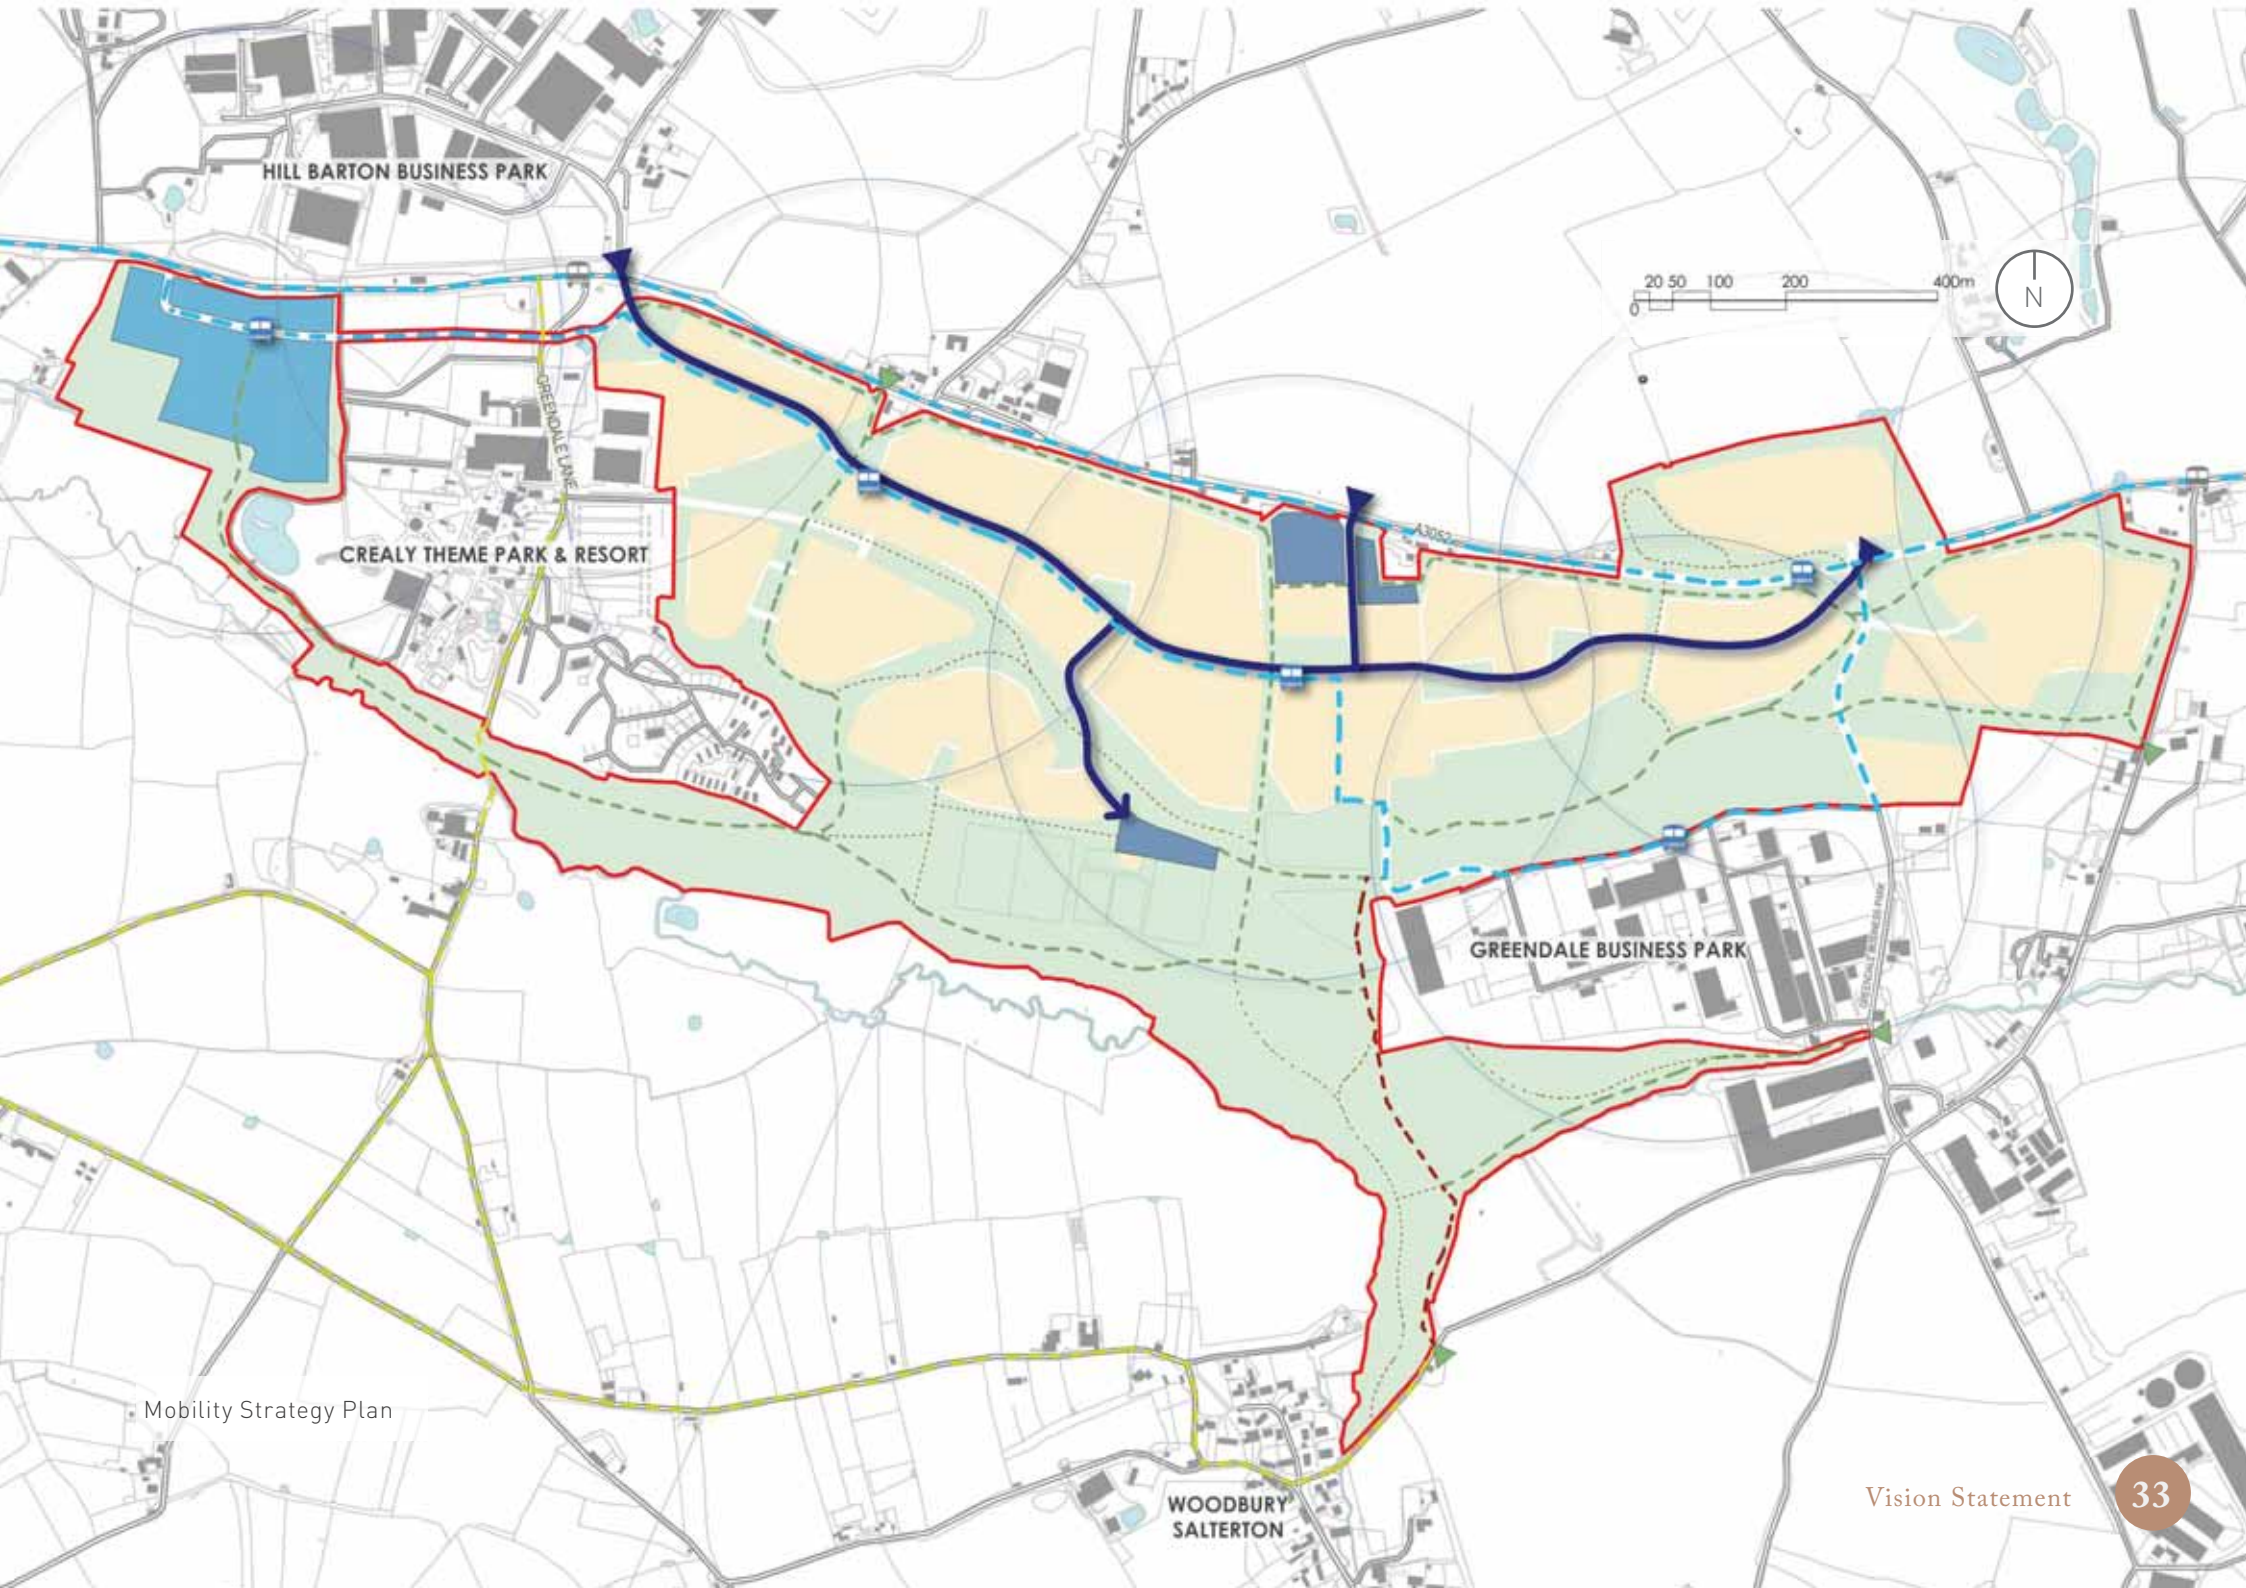 HILL BARTON BUSINESS PARK
20 50 100 200 400m
0
N
GREENDALE LANE
CREALY THEME PARK & RESORT
A3052
GREENDALE BUSINESS PARK
Mobility Strategy Plan
WOODBURY
SALTERTON
Vision Statement
33